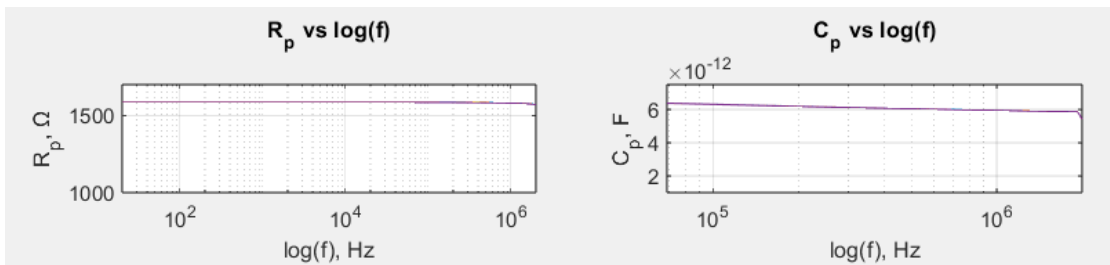 R_p vs log(f)
R_p, Ω
1500
1000
10^2
10^4
10^6
log(f), Hz
C_p vs log(f)
×10^-12
C_p, F
6
4
2
10^5
10^6
log(f), Hz